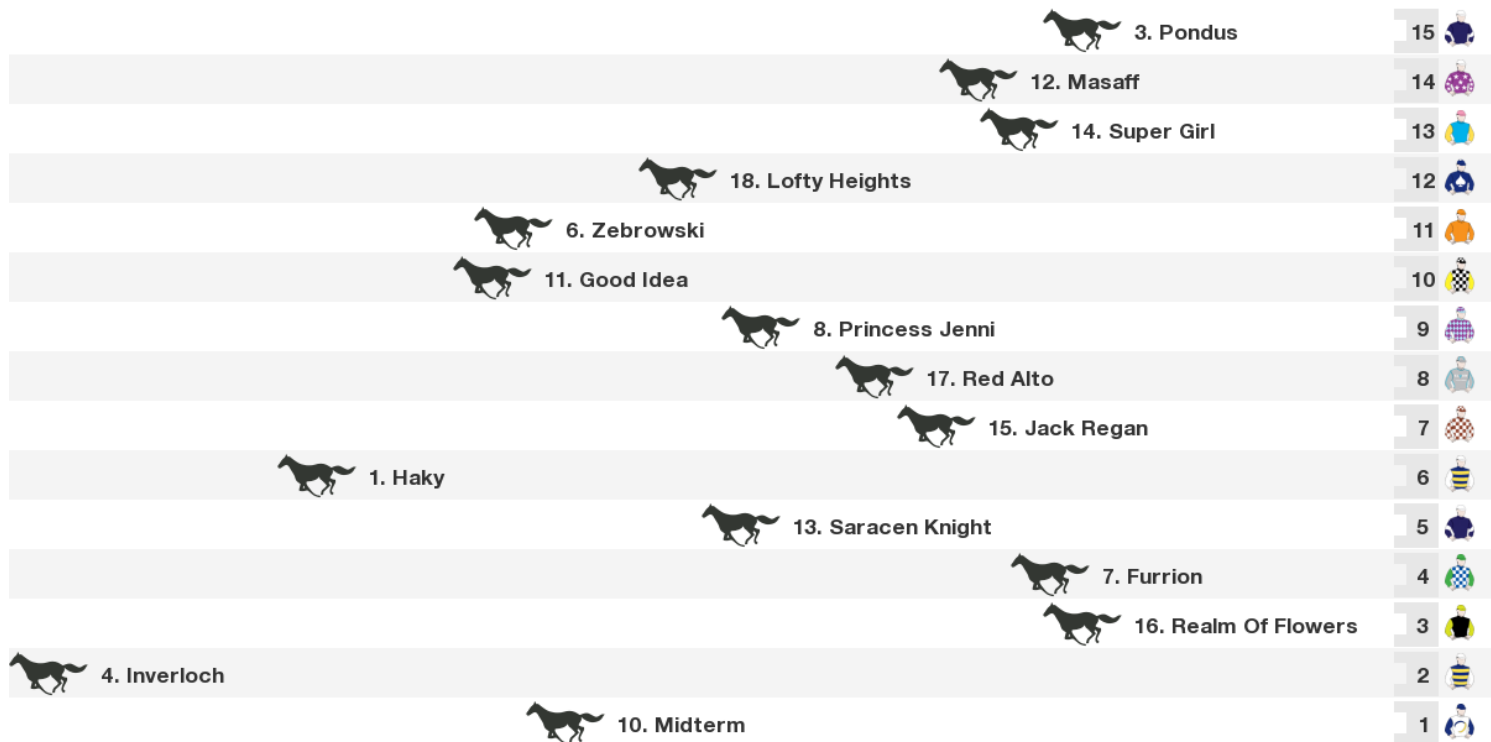 3. Pondus 15
12. Masaff 14
14. Super Girl 13
18. Lofty Heights 12
6. Zebrowski 11
11. Good Idea 10
8. Princess Jenni 9
17. Red Alto 8
15. Jack Regan 7
1. Haky 6
13. Saracen Knight 5
7. Furrion 4
16. Realm Of Flowers 3
4. Inverloch 2
10. Midterm 1